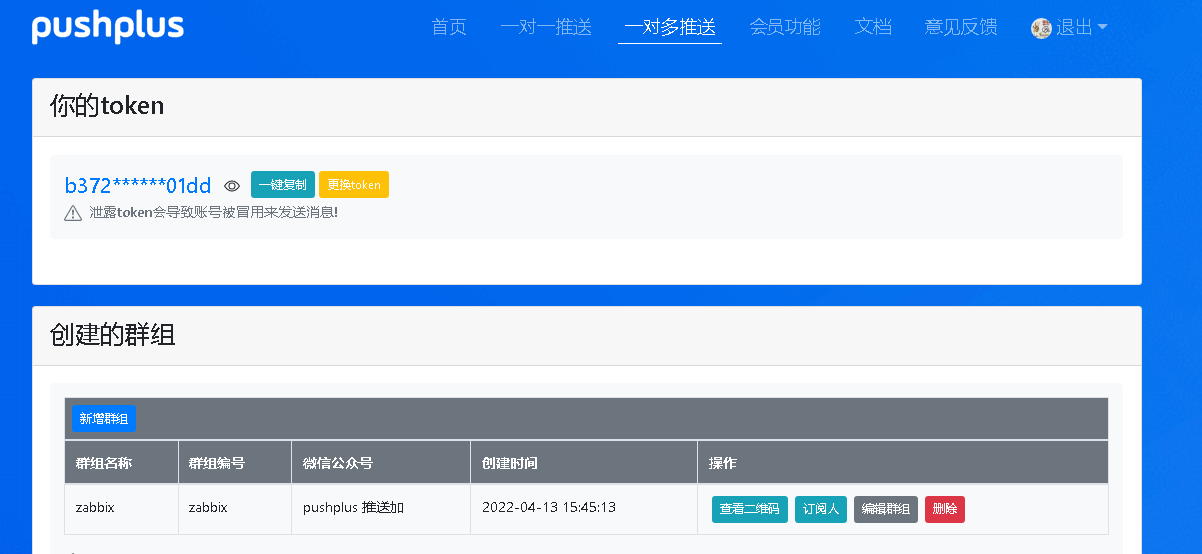 pushplus 首页 一对一推送 一对多推送 会员功能 文档 意见反馈 退出
你的token
b372******01dd 一键复制 更换token
泄露token会导致账号被冒用来发送消息!
创建的群组
新增群组
群组名称 群组编号 微信公众号 创建时间 操作
zabbix zabbix pushplus 推送加 2022-04-13 15:45:13 查看二维码 订阅人 编辑群组 删除